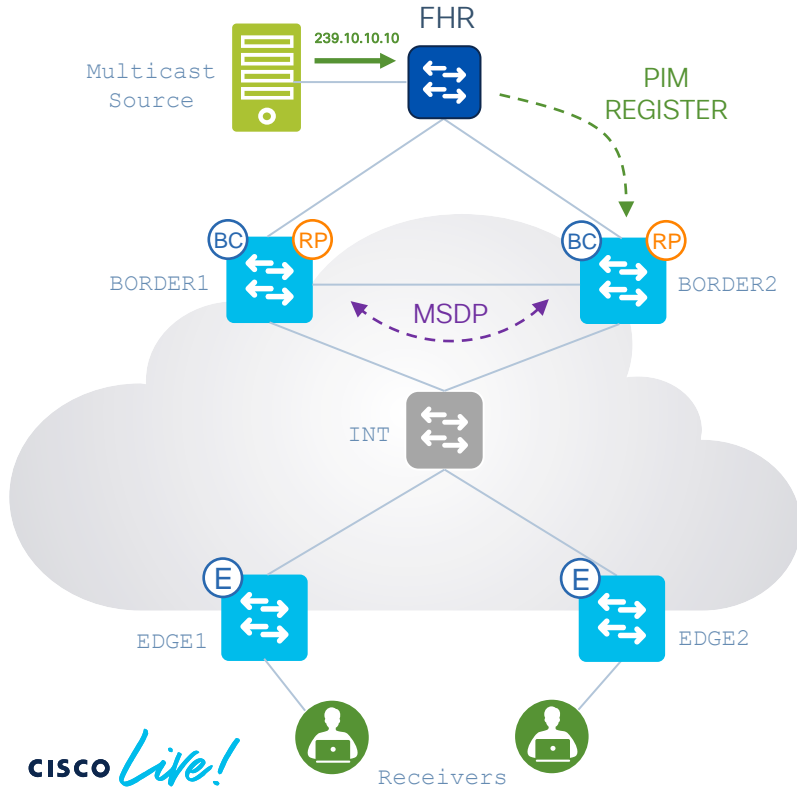 FHR
239.10.10.10
Multicast
Source
PIM
REGISTER
BC
RP
BC
RP
BORDER1
BORDER2
MSDP
INT
E
E
EDGE1
EDGE2
CISCO Live!
Receivers